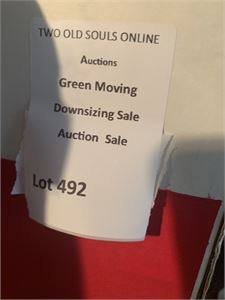 TWO OLD SOULS ONLINE
Auctions
Green Moving
Downsizing Sale
Auction Sale
Lot 492